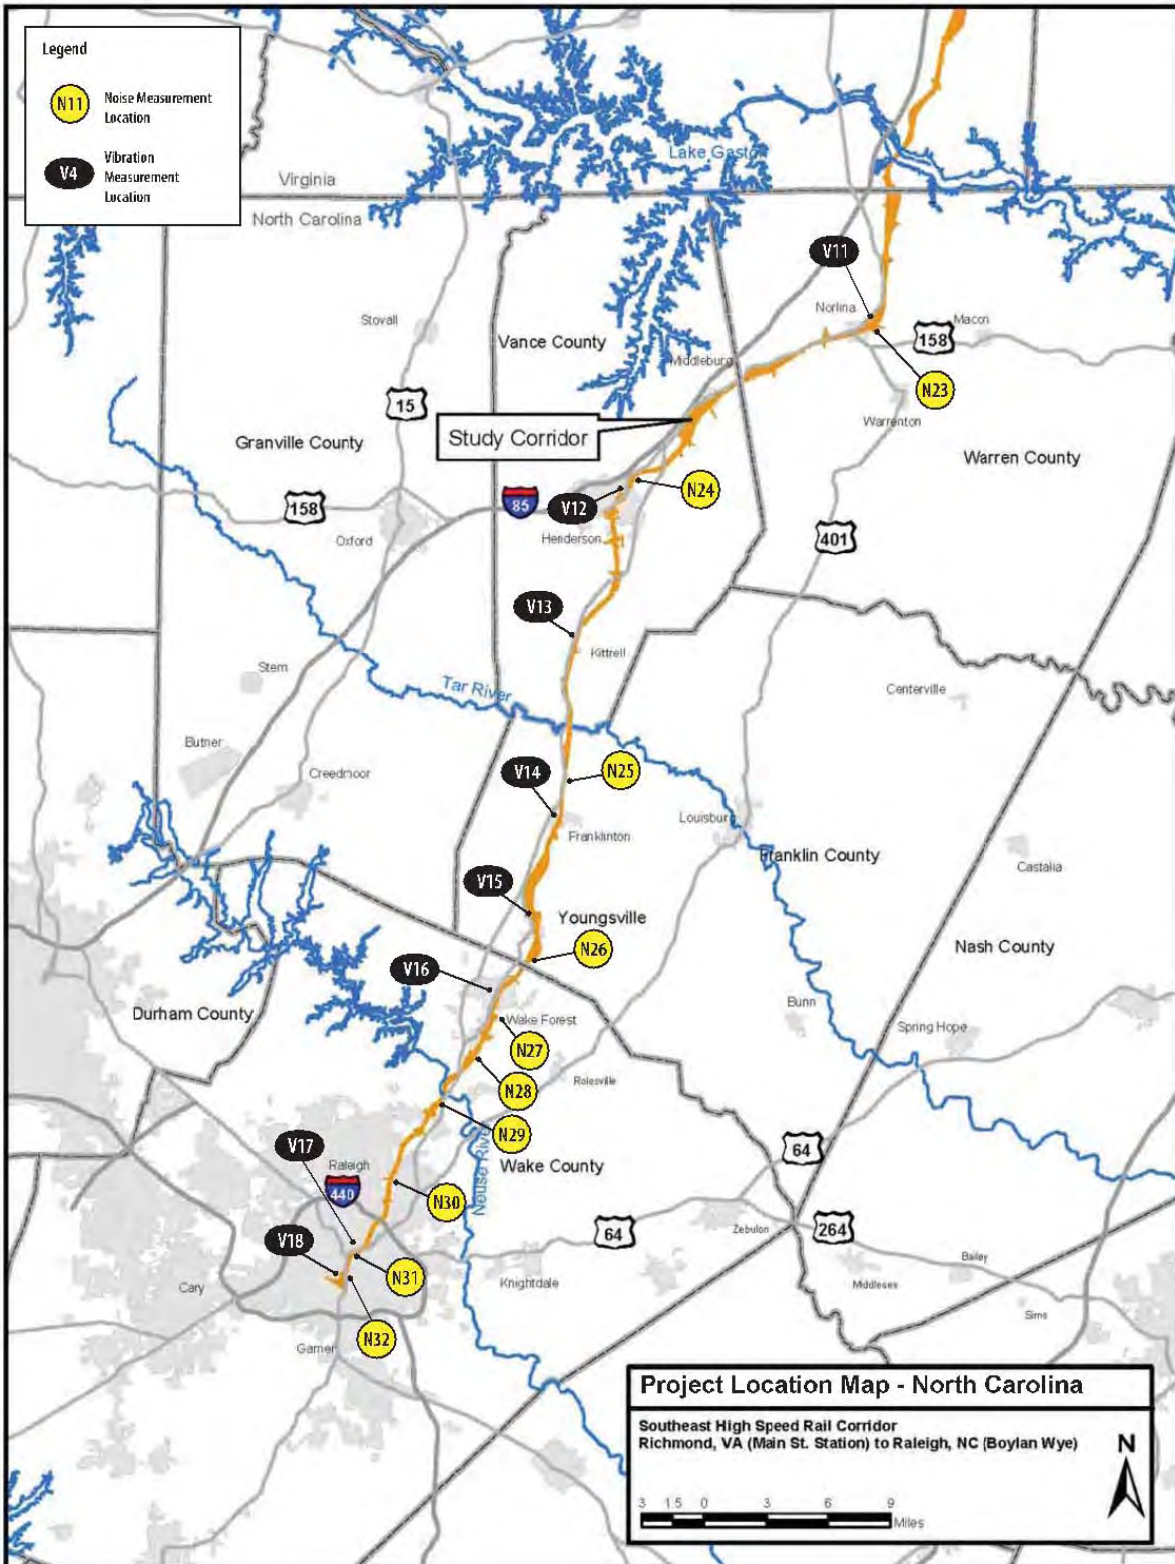 Legend
N11
Noise Measurement
Location
V4
Vibration
Measurement
Location
Virginia
North Carolina
Lake Gaston
V11
Norlina
Macon
158
N23
Warrenton
Stovall
Vance County
Middleburg
15
Granville County
Study Corridor
Warren County
N24
V12
85
158
Oxford
Henderson
401
V13
Kittrell
Stem
Tar River
Centerville
Butner
Creedmoor
V14
N25
Louisburg
Franklinton
Franklin County
Castalia
V15
Youngsville
N26
Nash County
V16
Bunn
Durham County
Wake Forest
Spring Hope
N27
N28
Rolesville
N29
V17
Neuse River
Wake County
64
Raleigh
440
N30
64
Zebulon
264
V18
N31
Knightdale
Bailey
Middlesex
Cary
Sims
N32
Garner
Project Location Map - North Carolina
Southeast High Speed Rail Corridor
Richmond, VA (Main St. Station) to Raleigh, NC (Boylan Wye)
N
3 1.5 0 3 6 9
Miles